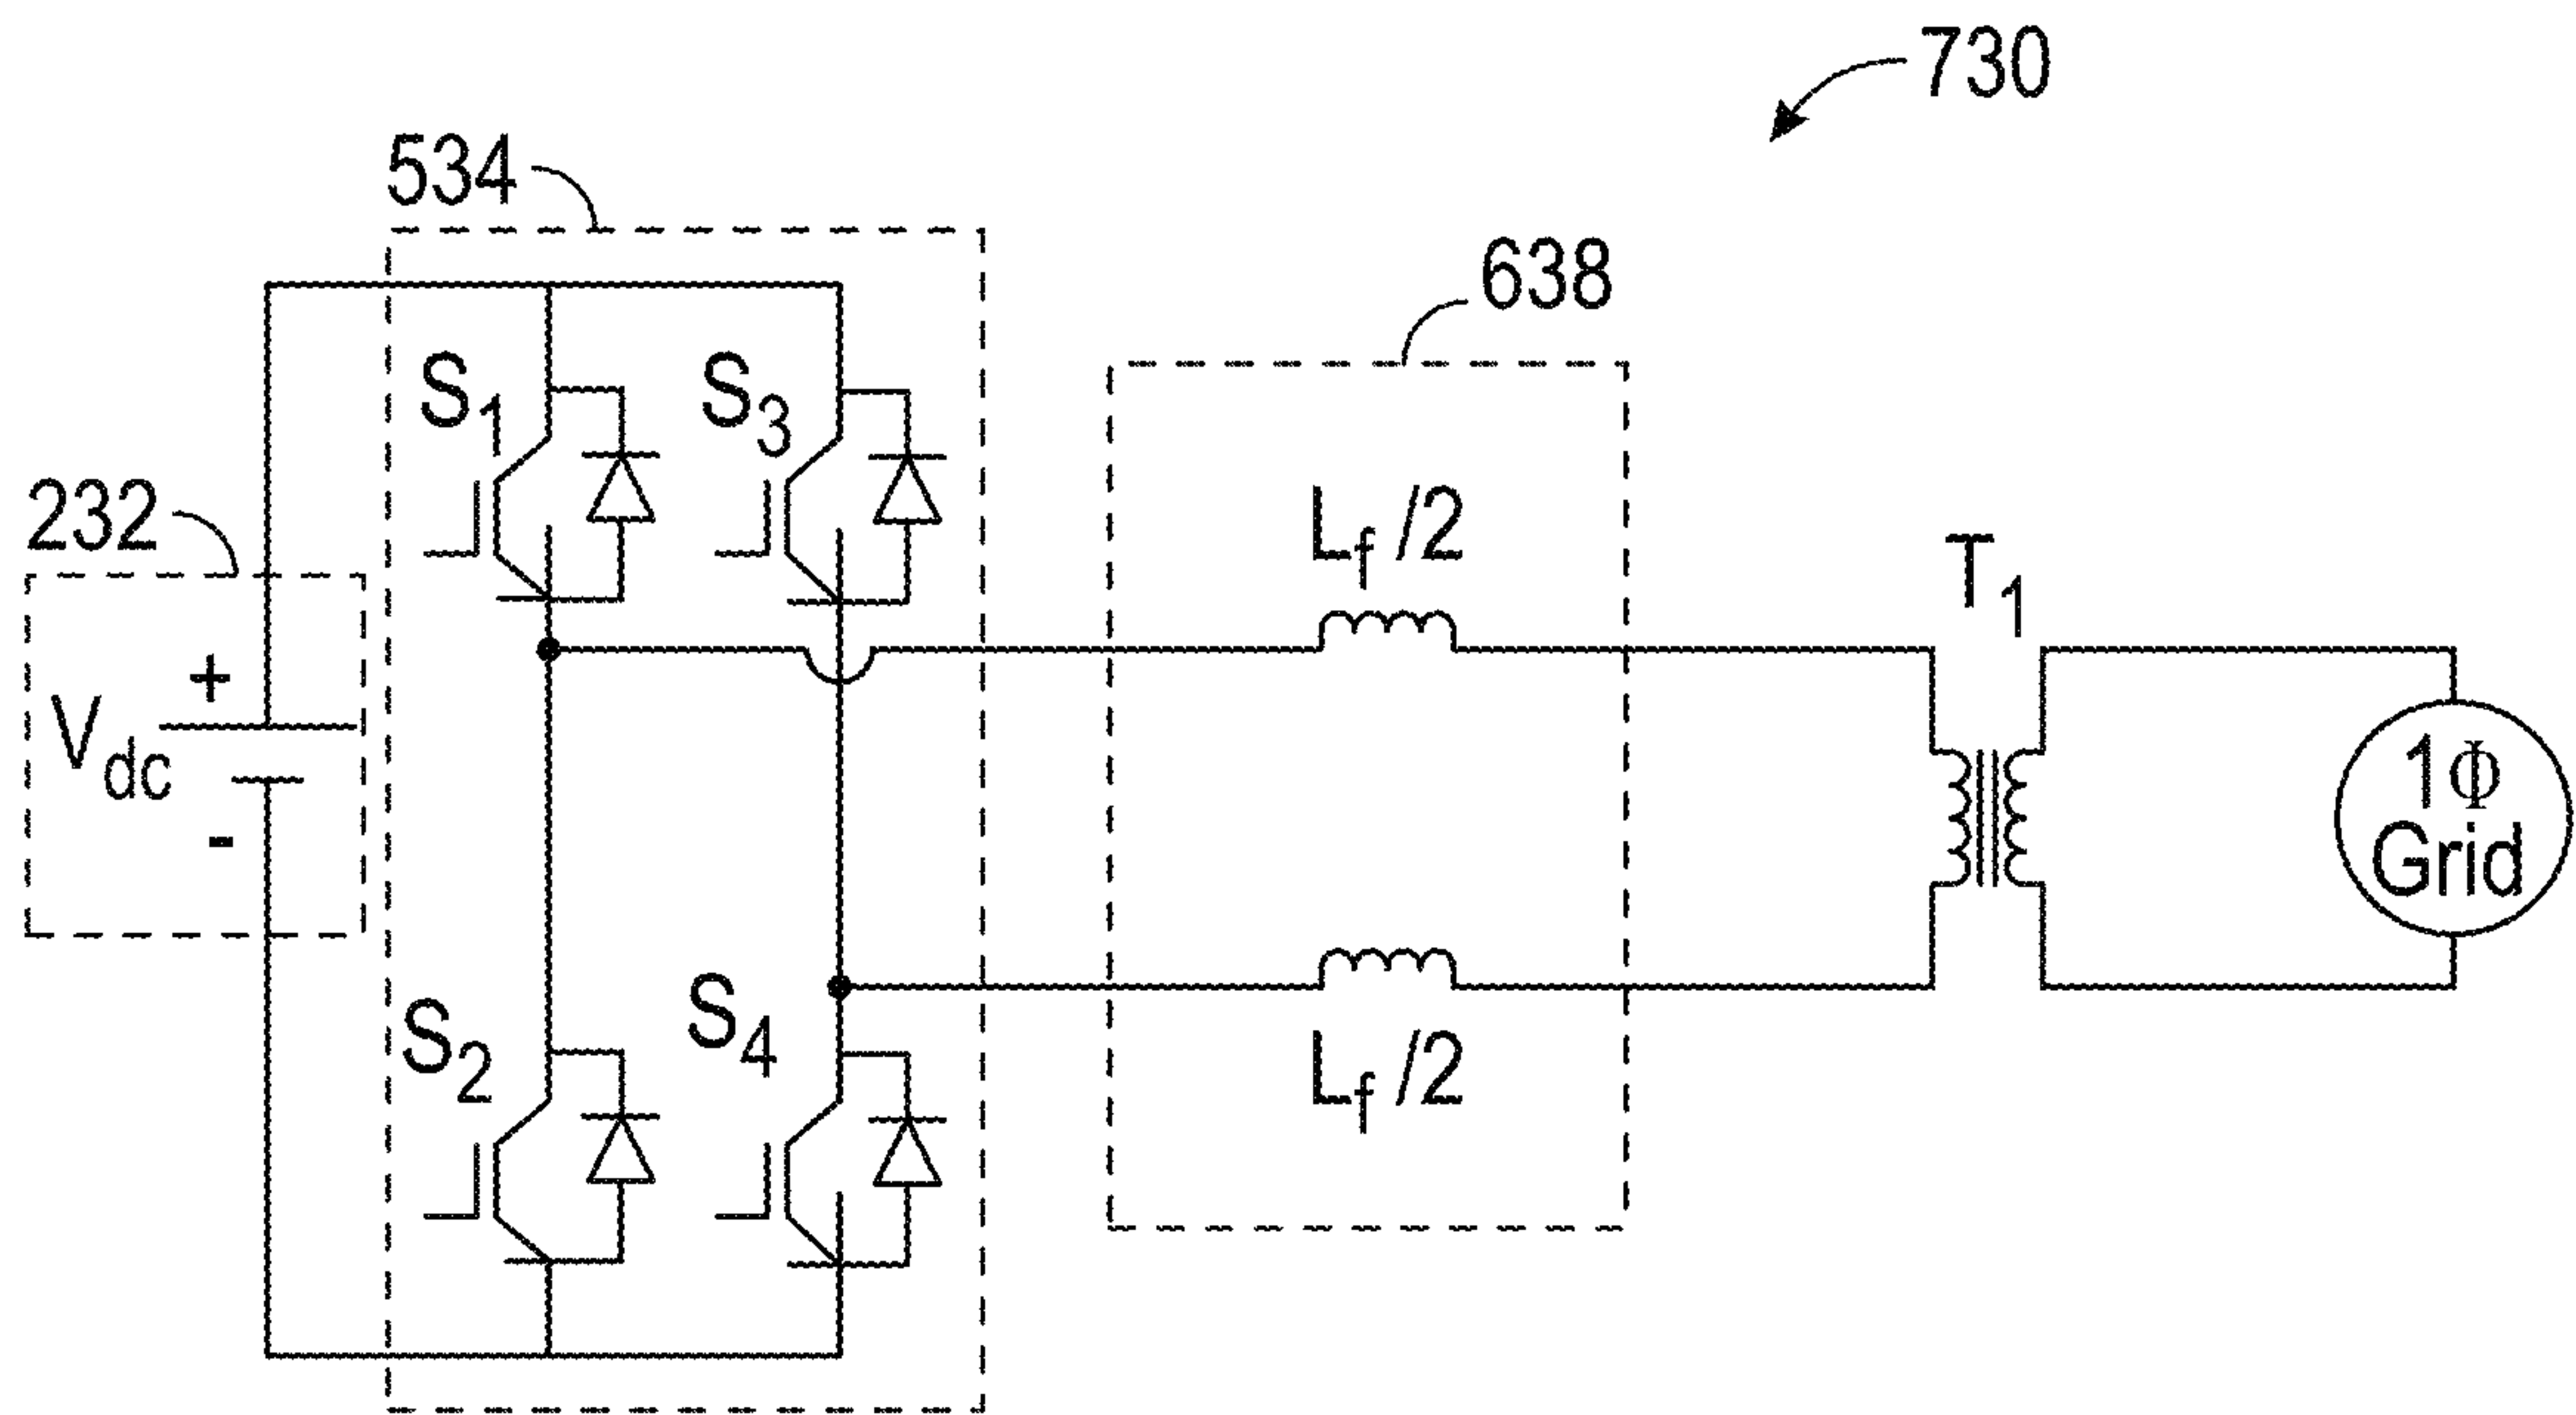 730
534
638
S1
S3
232
Lf /2
T1
+
Vdc
-
1Φ
Grid
S2
S4
Lf /2